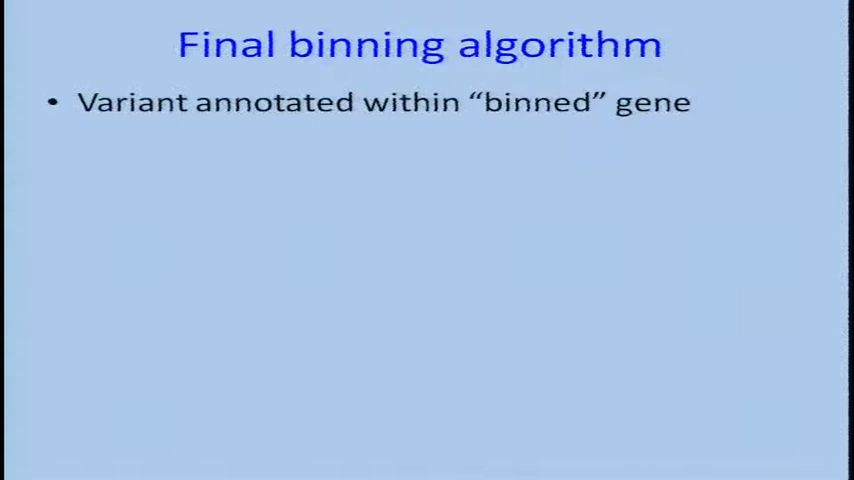 Final binning algorithm
• Variant annotated within “binned” gene